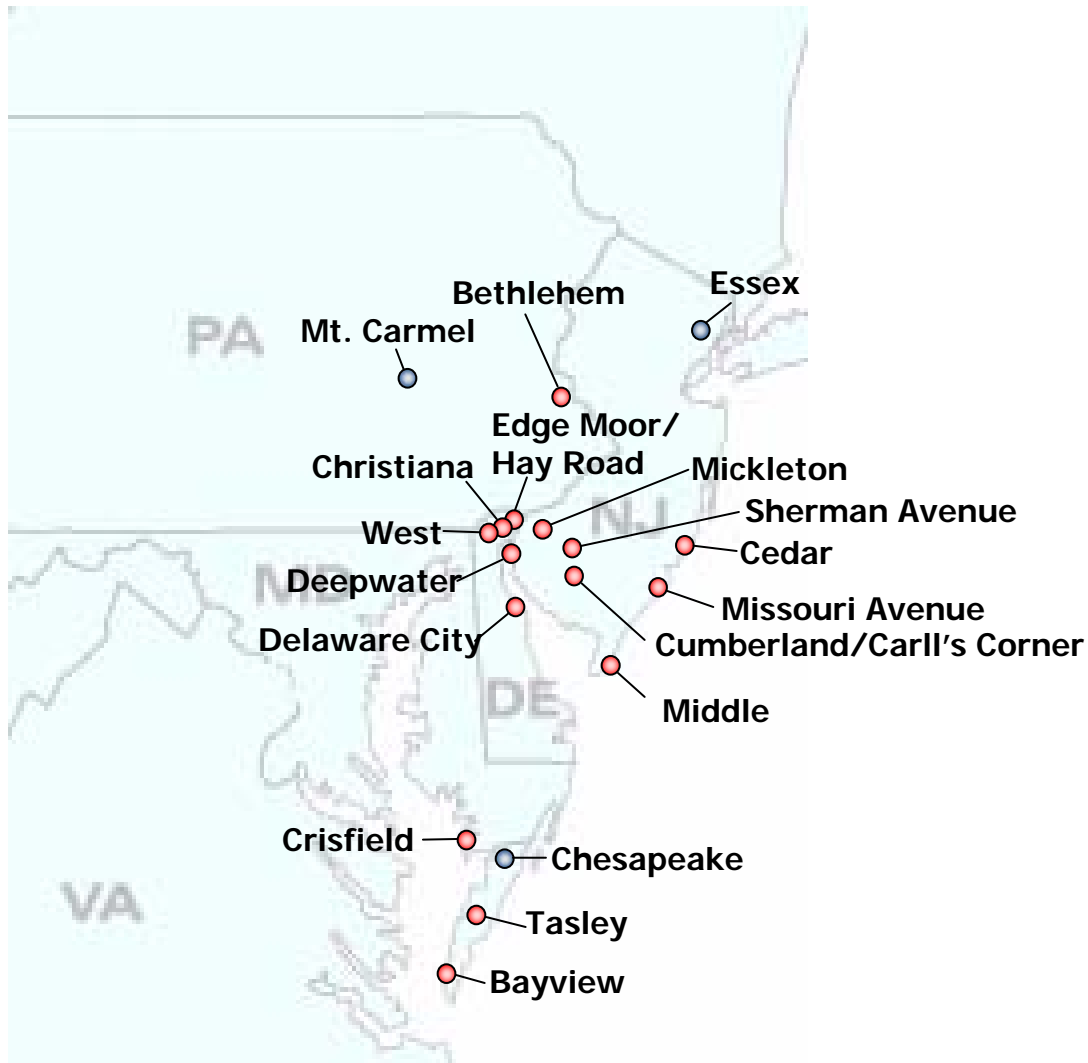 Essex
Bethlehem
Mt. Carmel
PA
Edge Moor/
Hay Road
Christiana
Mickleton
NJ
Sherman Avenue
West
Cedar
Deepwater
MD
Missouri Avenue
Delaware City
Cumberland/Carll's Corner
DE
Middle
Crisfield
Chesapeake
VA
Tasley
Bayview